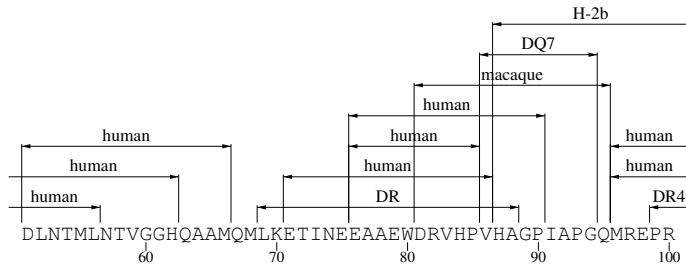 H-2b
DQ7
macaque
human
human human human
human human human
human DR DR4
DLNTMLNTVGGHQAAMQMLKETINEEAAEWDRVHPVHAGPIAPGQMREPR
60 70 80 90 100